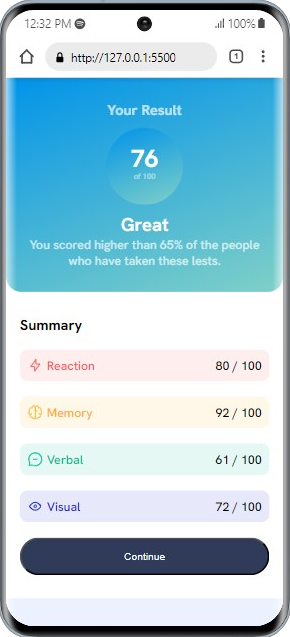 12:32 PM
100%
http://127.0.0.1:5500
1
Your Result
76
of 100
Great
You scored higher than 65% of the people
who have taken these lests.
Summary
Reaction 80 / 100
Memory 92 / 100
Verbal 61 / 100
Visual 72 / 100
Continue